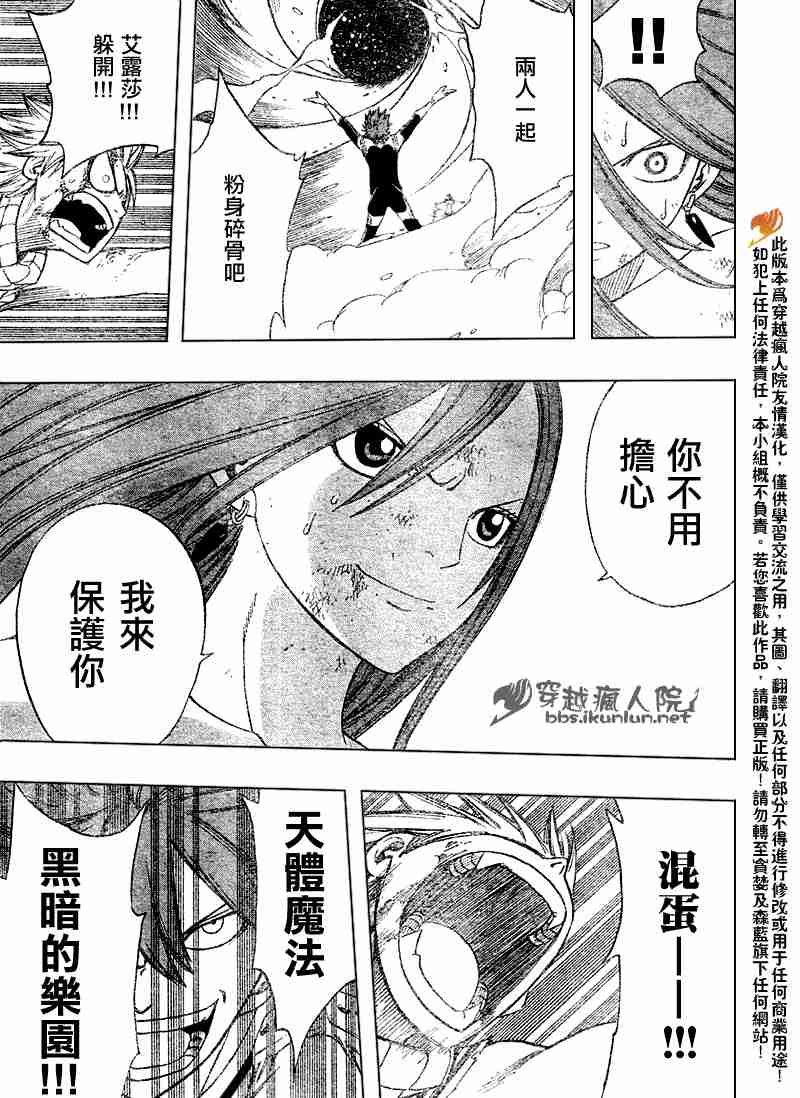 !!
兩人一起
粉身碎骨吧
艾露莎!!!
躲開!!!
你不用
擔心
我來
保護你
穿越瘋人院
bbs.ikunlun.net
混蛋——!!!
天體魔法
黑暗的樂園!!!
此版本爲穿越瘋人院友情漢化，僅供學習交流之用，其圖、翻譯以及任何部分不得進行修改或用于任何商業用途！
如犯上任何法律責任，本小組概不負責。若您喜歡此作品，請購買正版！請勿轉至貪婪及森藍旗下任何網站！